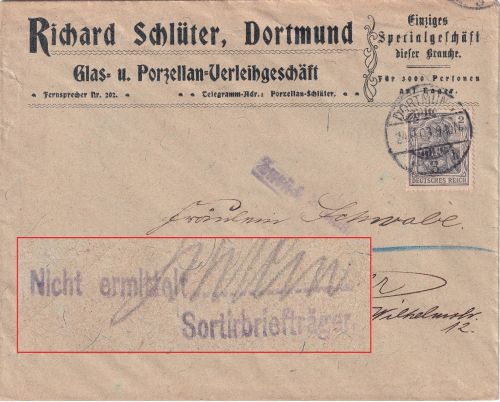 Richard Schlüter, Dortmund
Glas- u. Porzellan-Verleihgeschäft
Fernsprecher Nr. 202. Telegramm-Adr.: Porzellan-Schlüter.
Einziges
Specialgeschäft
dieser Branche.
Für 3000 Personen
auf Lager.
DORTMUND
DEUTSCHES REICH
Fräulein Schwabe
Nicht ermittelt
Sortirbriefträger.
Wilhelmstr.
12.